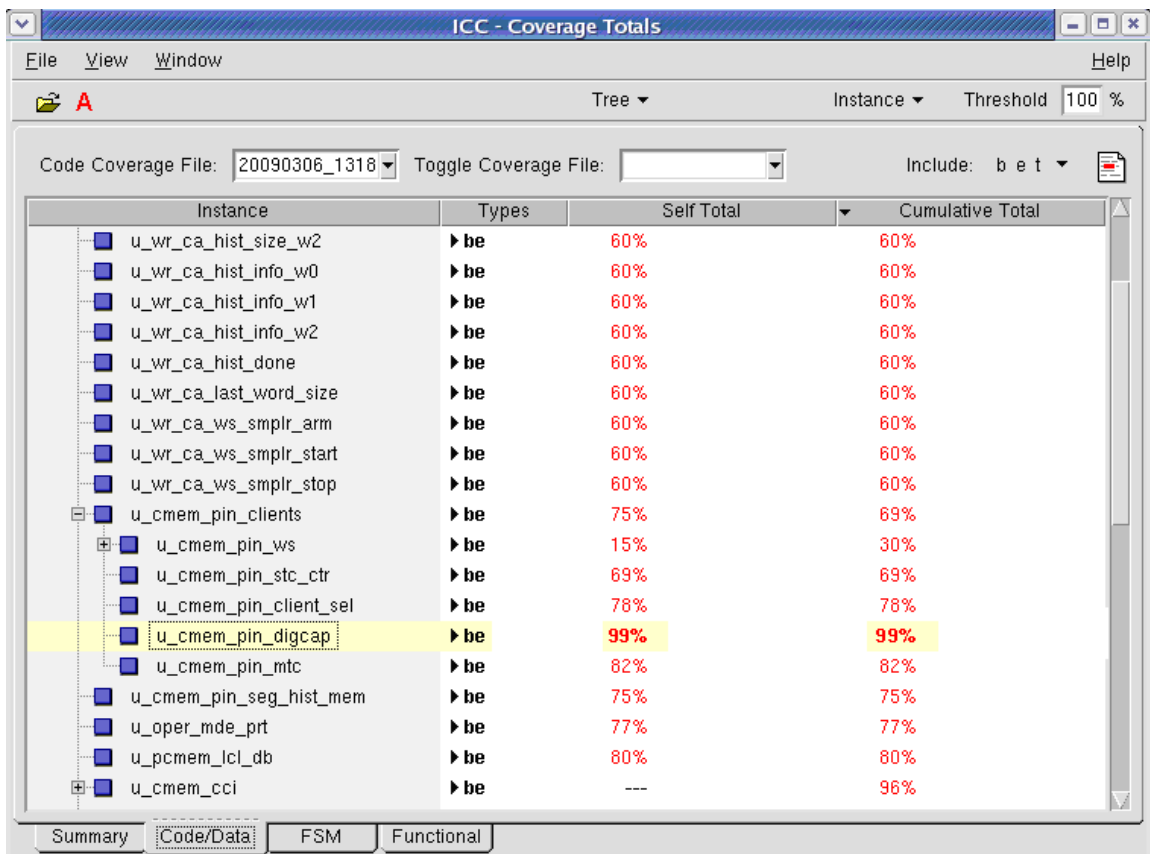 ICC - Coverage Totals
File View Window Help
A Tree Instance Threshold 100 %
Code Coverage File: 20090306_1318 Toggle Coverage File: Include: b e t
Instance Types Self Total Cumulative Total
u_wr_ca_hist_size_w2 be 60% 60%
u_wr_ca_hist_info_w0 be 60% 60%
u_wr_ca_hist_info_w1 be 60% 60%
u_wr_ca_hist_info_w2 be 60% 60%
u_wr_ca_hist_done be 60% 60%
u_wr_ca_last_word_size be 60% 60%
u_wr_ca_ws_smplr_arm be 60% 60%
u_wr_ca_ws_smplr_start be 60% 60%
u_wr_ca_ws_smplr_stop be 60% 60%
u_cmem_pin_clients be 75% 69%
u_cmem_pin_ws be 15% 30%
u_cmem_pin_stc_ctr be 69% 69%
u_cmem_pin_client_sel be 78% 78%
u_cmem_pin_digcap be 99% 99%
u_cmem_pin_mtc be 82% 82%
u_cmem_pin_seg_hist_mem be 75% 75%
u_oper_mde_prt be 77% 77%
u_pcmem_lcl_db be 80% 80%
u_cmem_cci be --- 96%
Summary Code/Data FSM Functional